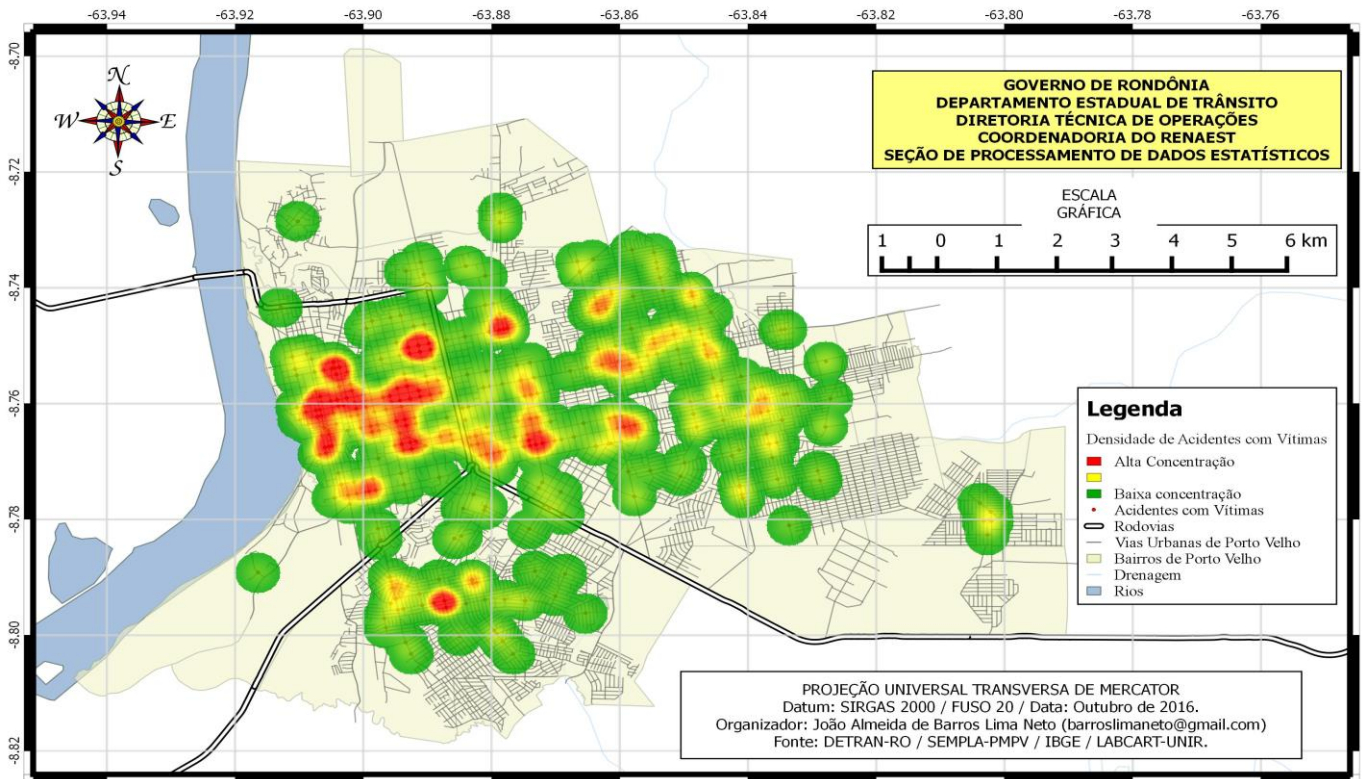 -63.94 -63.92 -63.90 -63.88 -63.86 -63.84 -63.82 -63.80 -63.78 -63.76
-8.70
-8.72
-8.74
-8.76
-8.78
-8.80
-8.82
N
W E
S
GOVERNO DE RONDÔNIA
DEPARTAMENTO ESTADUAL DE TRÂNSITO
DIRETORIA TÉCNICA DE OPERAÇÕES
COORDENADORIA DO RENAEST
SEÇÃO DE PROCESSAMENTO DE DADOS ESTATÍSTICOS
ESCALA
GRÁFICA
1 0 1 2 3 4 5 6 km
Legenda
Densidade de Acidentes com Vítimas
Alta Concentração
Baixa concentração
Acidentes com Vítimas
Rodovias
Vias Urbanas de Porto Velho
Bairros de Porto Velho
Drenagem
Rios
PROJEÇÃO UNIVERSAL TRANSVERSA DE MERCATOR
Datum: SIRGAS 2000 / FUSO 20 / Data: Outubro de 2016.
Organizador: João Almeida de Barros Lima Neto (barroslimaneto@gmail.com)
Fonte: DETRAN-RO / SEMPLA-PMPV / IBGE / LABCART-UNIR.